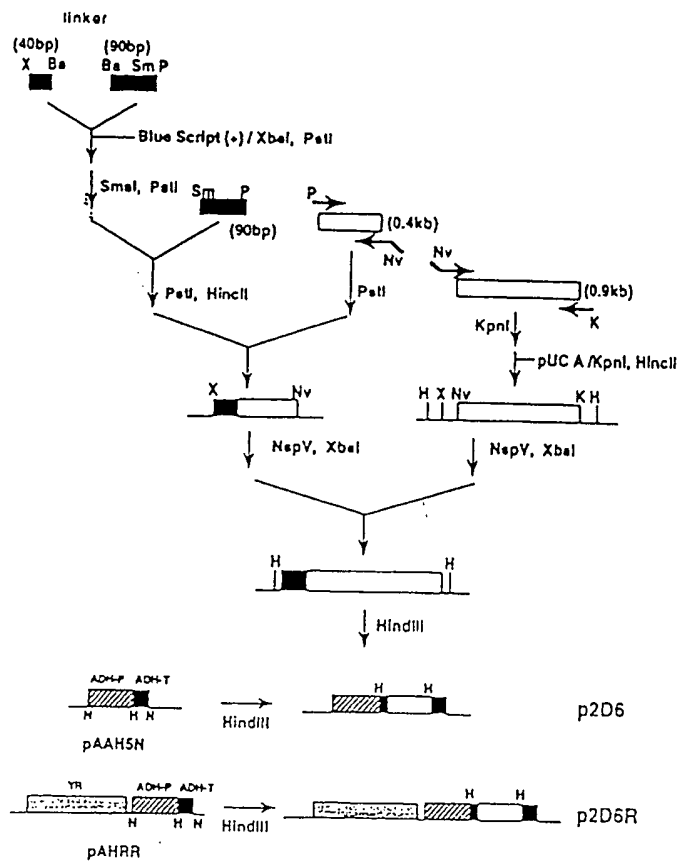 linker
(40bp) (90bp)
X Ba Ba Sm P
Blue Script (+) / XbaI, PstI
SmaI, PstI Sm P
(90bp)
P
(0.4kb)
Nv
Nv
(0.9kb)
K
PstI, HincII PstI KpnI
pUC A/KpnI, HincII
X Nv H X Nv K H
NspV, XbaI NspV, XbaI
H H
HindIII
ADH-P ADH-T
H H N
pAAH5N
HindIII
H H
p2D6
YR ADH-P ADH-T
H H N
pAHRR
HindIII
H H
p2D6R